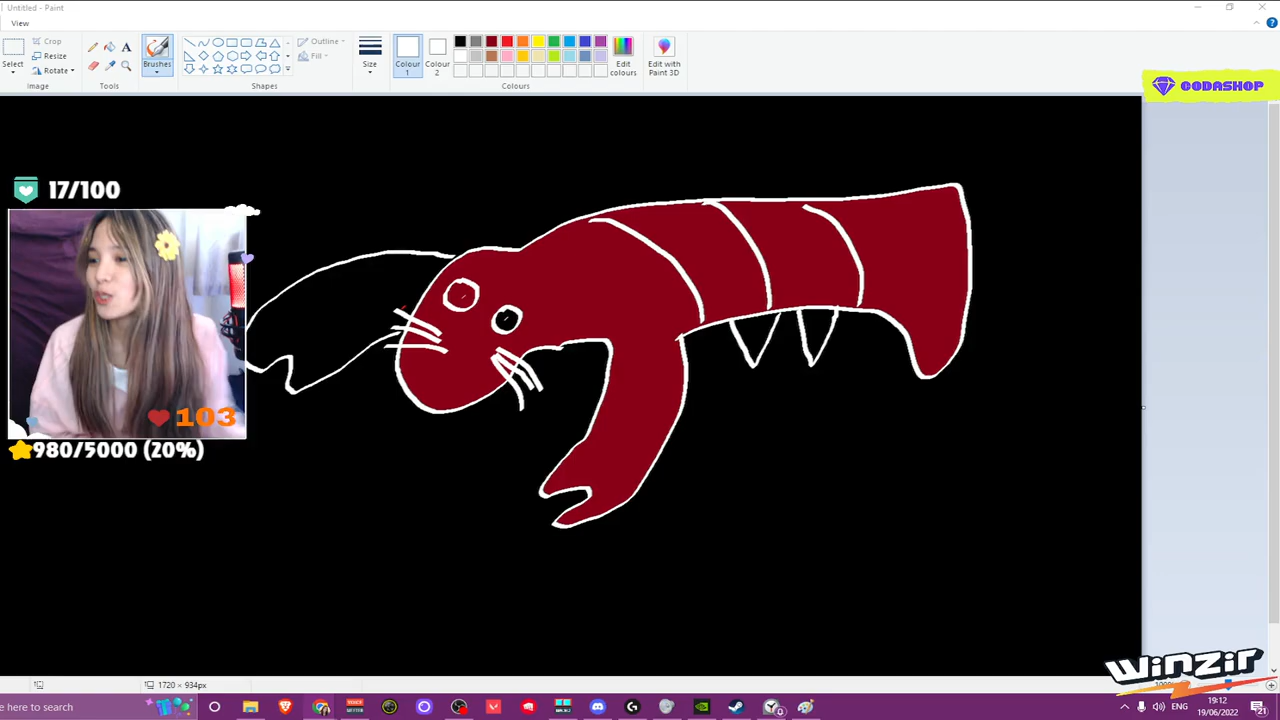 Untitled - Paint
View
Select
Crop
Resize
Rotate
Image
A
Tools
Brushes
Shapes
Outline
Fill
Size
Colour
1
Colour
2
Edit
colours
Colours
Edit with
Paint 3D
CODASHOP
17/100
103
980/5000 (20%)
WINZIR
1720 × 934px
100%
here to search
ENG
19:12
19/06/2022
21